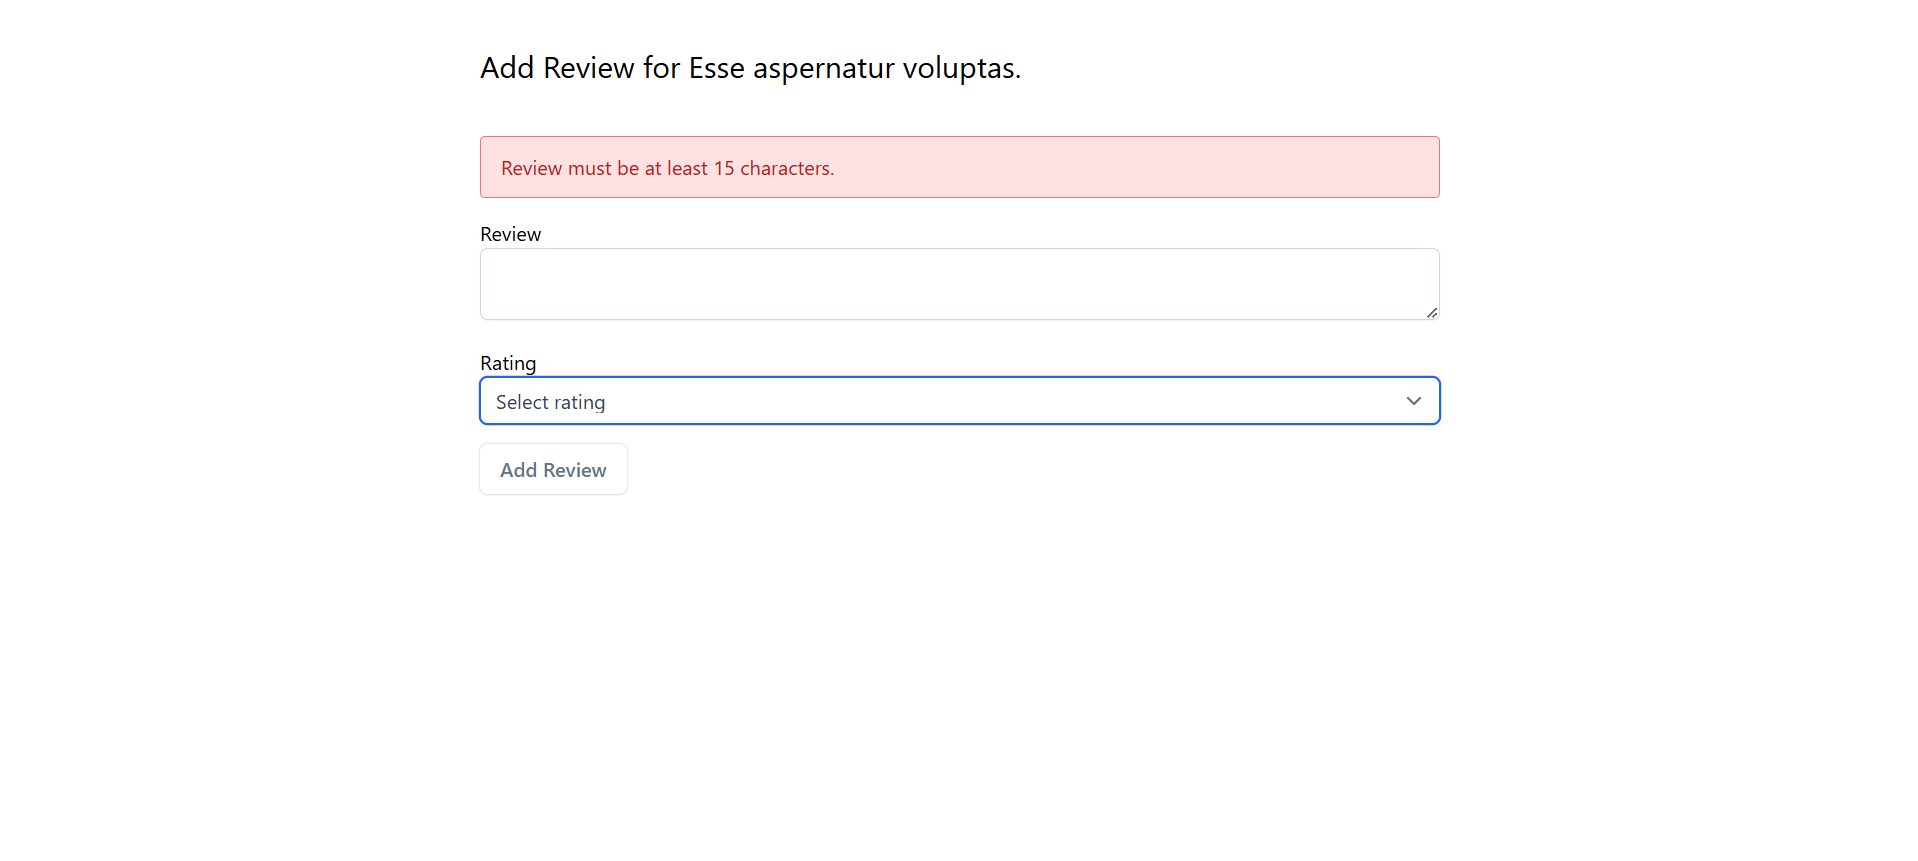 Add Review for Esse aspernatur voluptas.
Review must be at least 15 characters.
Review
Rating
Select rating
Add Review